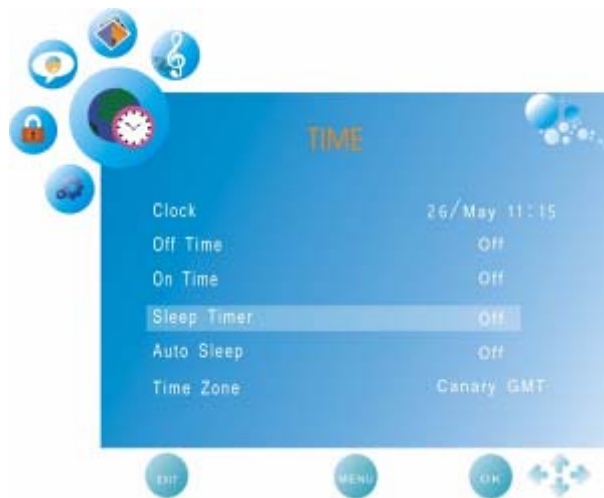 TIME
Clock 26/May 11:15
Off Time Off
On Time Off
Sleep Timer Off
Auto Sleep Off
Time Zone Canary GMT
EXIT MENU OK